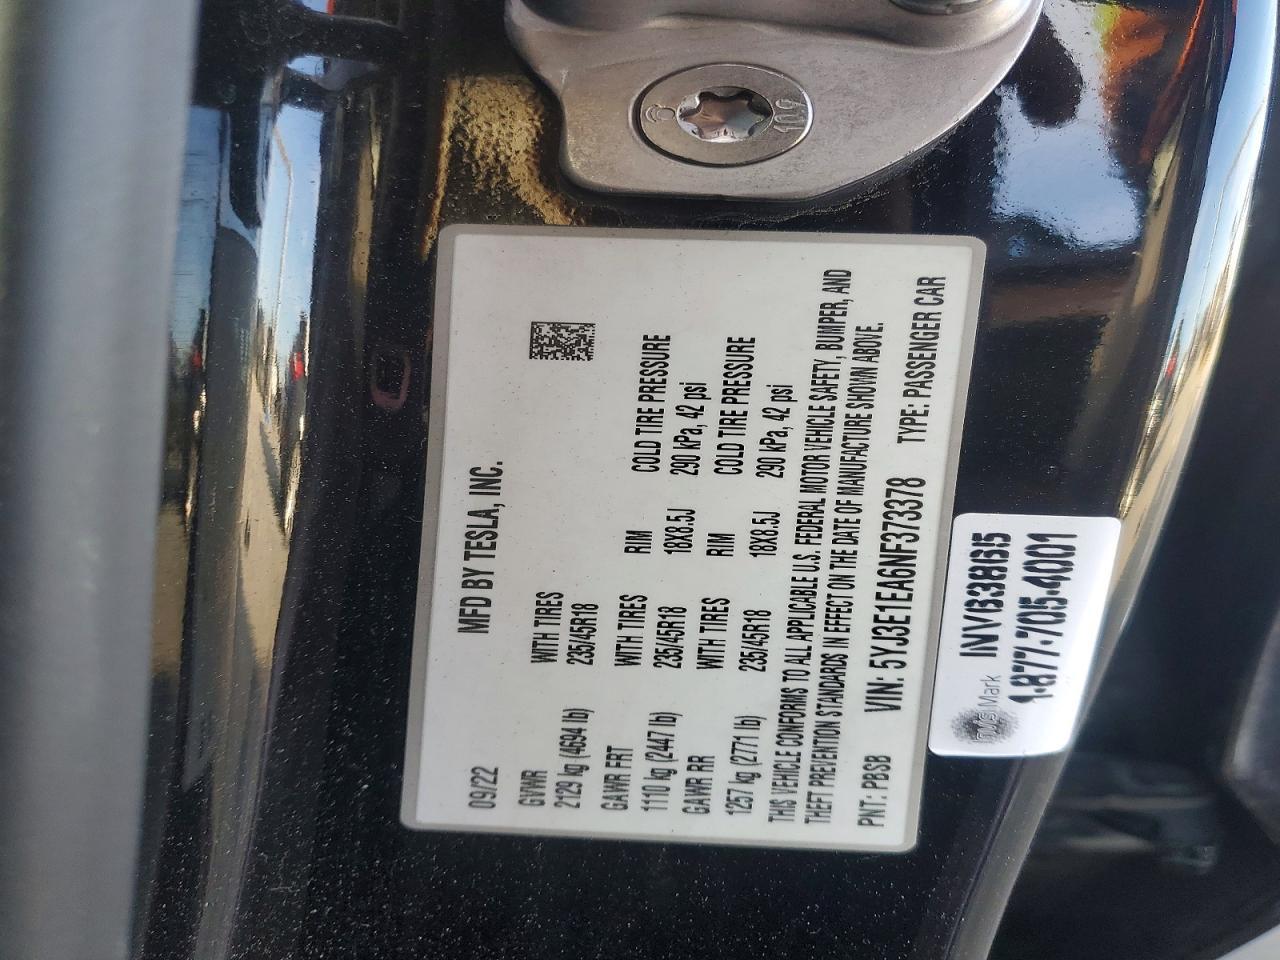 09/22 MFD BY TESLA, INC.
GVWR WITH TIRES
2129 kg (4694 lb) 235/45R18
GAWR FRT WITH TIRES RIM COLD TIRE PRESSURE
1110 kg (2447 lb) 235/45R18 18X8.5J 290 kPa, 42 psi
GAWR RR WITH TIRES RIM COLD TIRE PRESSURE
1257 kg (2771 lb) 235/45R18 18X8.5J 290 kPa, 42 psi
THIS VEHICLE CONFORMS TO ALL APPLICABLE U.S. FEDERAL MOTOR VEHICLE SAFETY, BUMPER, AND
THEFT PREVENTION STANDARDS IN EFFECT ON THE DATE OF MANUFACTURE SHOWN ABOVE.
PNT: PBSB VIN: 5YJ3E1EA6NF373378 TYPE: PASSENGER CAR
Mark INVB38615
1-877-705-4001
10.9